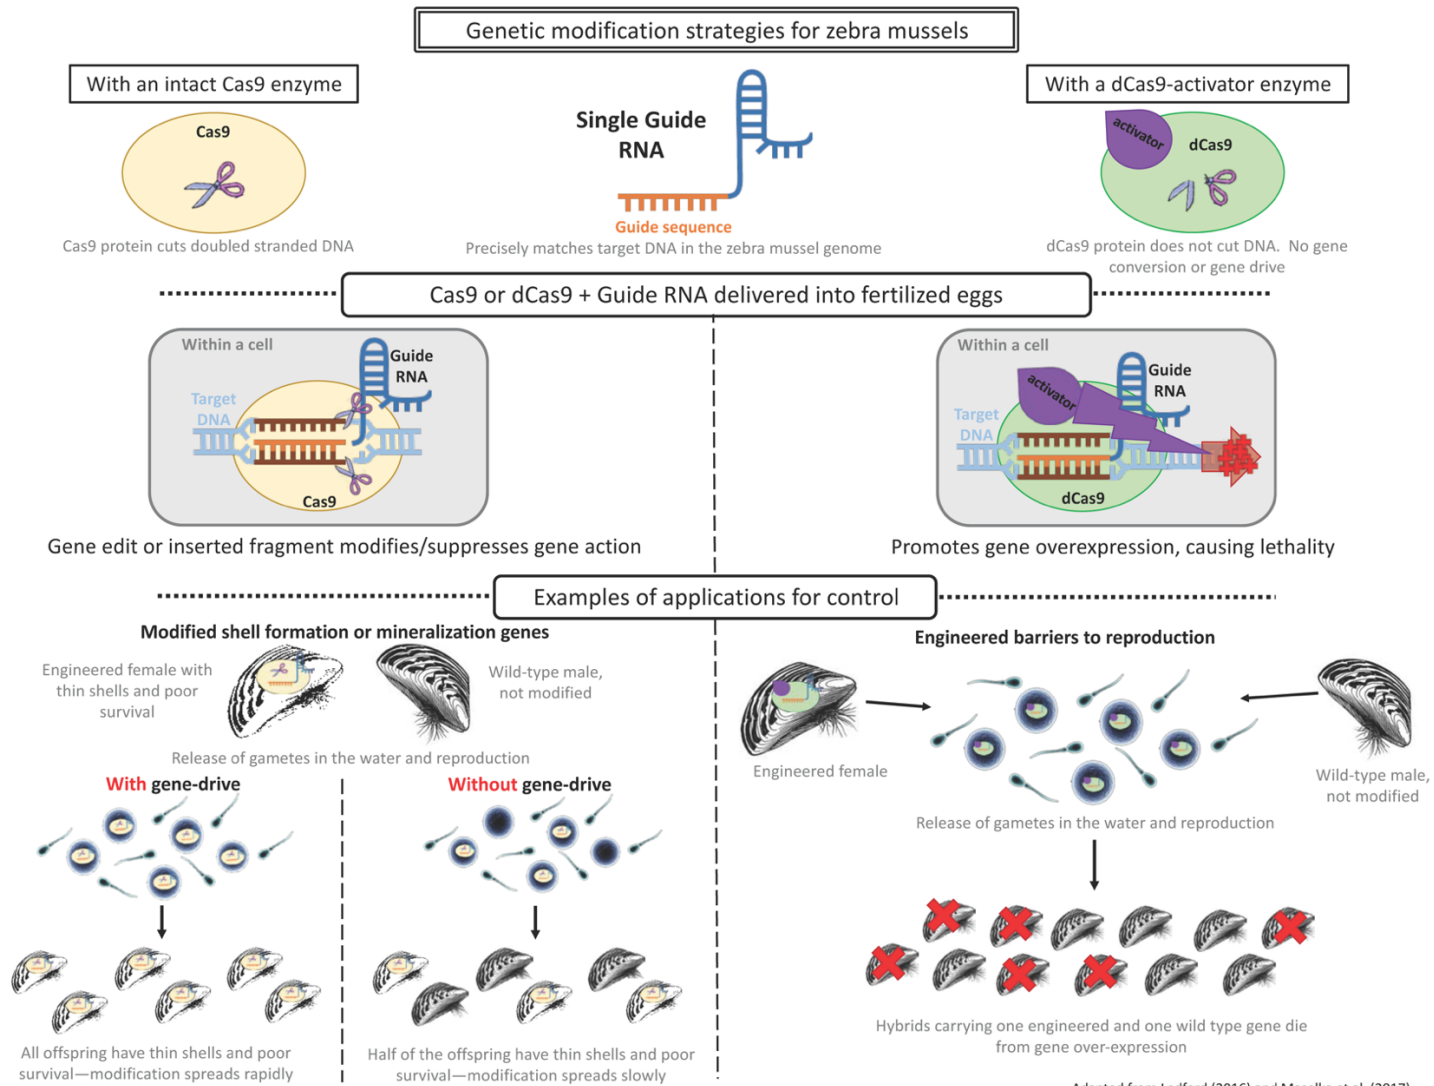 Genetic modification strategies for zebra mussels
With an intact Cas9 enzyme
Cas9
Cas9 protein cuts doubled stranded DNA
Single Guide
RNA
Guide sequence
Precisely matches target DNA in the zebra mussel genome
With a dCas9-activator enzyme
activator
dCas9
dCas9 protein does not cut DNA.  No gene
conversion or gene drive
Cas9 or dCas9 + Guide RNA delivered into fertilized eggs
Within a cell
Guide
RNA
Target
DNA
Cas9
Gene edit or inserted fragment modifies/suppresses gene action
Within a cell
activator
Guide
RNA
Target
DNA
dCas9
Promotes gene overexpression, causing lethality
Examples of applications for control
Modified shell formation or mineralization genes
Engineered female with
thin shells and poor
survival
Wild-type male,
not modified
Release of gametes in the water and reproduction
With gene-drive
All offspring have thin shells and poor
survival—modification spreads rapidly
Without gene-drive
Half of the offspring have thin shells and poor
survival—modification spreads slowly
Engineered barriers to reproduction
Engineered female
Wild-type male,
not modified
Release of gametes in the water and reproduction
Hybrids carrying one engineered and one wild type gene die
from gene over-expression
Adapted from Ledford (2016) and et al. (2017)